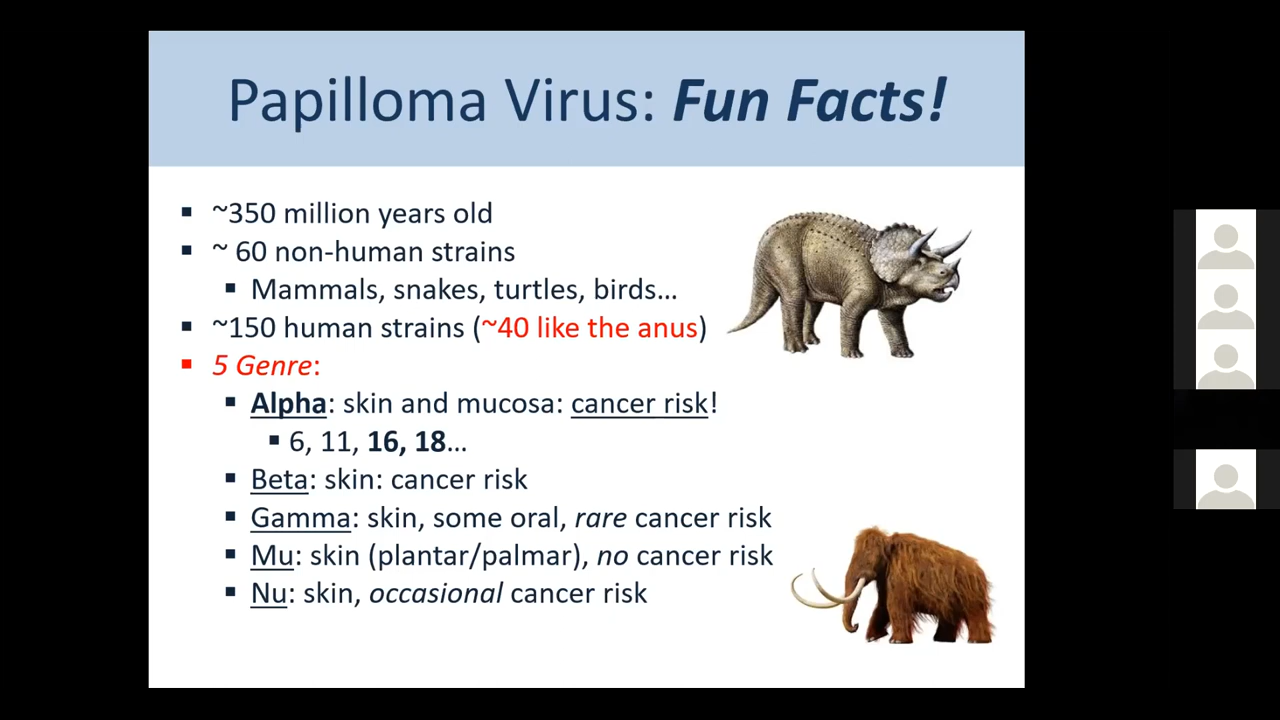 Papilloma Virus: Fun Facts!
▪ ~350 million years old
▪ ~ 60 non-human strains
▪ Mammals, snakes, turtles, birds…
▪ ~150 human strains (~40 like the anus)
▪ 5 Genre:
▪ Alpha: skin and mucosa: cancer risk!
▪ 6, 11, 16, 18…
▪ Beta: skin: cancer risk
▪ Gamma: skin, some oral, rare cancer risk
▪ Mu: skin (plantar/palmar), no cancer risk
▪ Nu: skin, occasional cancer risk